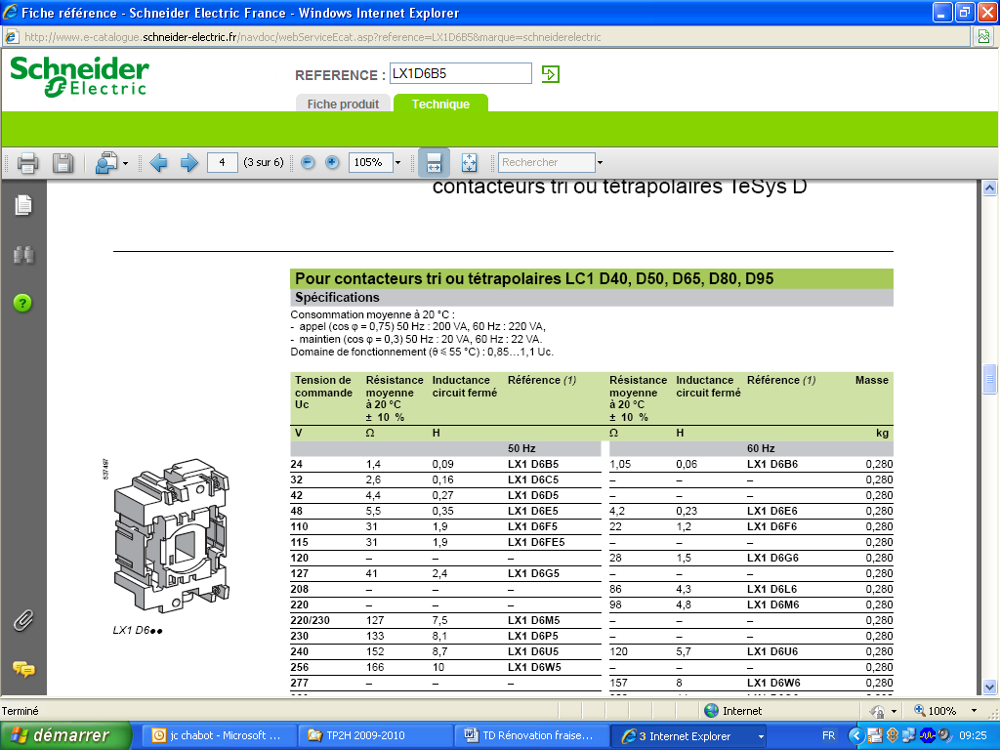 Fiche référence - Schneider Electric France - Windows Internet Explorer
http://www.e-catalogue.schneider-electric.fr/navdoc/webServiceEcat.asp?reference=LX1D6B5&marque=schneiderelectric
Schneider Electric
REFERENCE : LX1D6B5
Fiche produit Technique
4 (3 sur 6) 105% Rechercher
contacteurs tri ou tétrapolaires TeSys D
Pour contacteurs tri ou tétrapolaires LC1 D40, D50, D65, D80, D95
Spécifications
Consommation moyenne à 20 °C :
- appel (cos φ = 0,75) 50 Hz : 200 VA, 60 Hz : 220 VA,
- maintien (cos φ = 0,3) 50 Hz : 20 VA, 60 Hz : 22 VA.
Domaine de fonctionnement (θ ⩽ 55 °C) : 0,85…1,1 Uc.
Tension de Résistance Inductance Référence (1) Résistance Inductance Référence (1) Masse
commande moyenne circuit fermé moyenne circuit fermé
Uc à 20 °C à 20 °C
± 10 % ± 10 %
V Ω H Ω H kg
50 Hz 60 Hz
24 1,4 0,09 LX1 D6B5 1,05 0,06 LX1 D6B6 0,280
32 2,6 0,16 LX1 D6C5 – – – 0,280
42 4,4 0,27 LX1 D6D5 – – – 0,280
48 5,5 0,35 LX1 D6E5 4,2 0,23 LX1 D6E6 0,280
110 31 1,9 LX1 D6F5 22 1,2 LX1 D6F6 0,280
115 31 1,9 LX1 D6FE5 – – – 0,280
120 – – – 28 1,5 LX1 D6G6 0,280
127 41 2,4 LX1 D6G5 – – – 0,280
208 – – – 86 4,3 LX1 D6L6 0,280
220 – – – 98 4,8 LX1 D6M6 0,280
220/230 127 7,5 LX1 D6M5 – – – 0,280
230 133 8,1 LX1 D6P5 – – – 0,280
240 152 8,7 LX1 D6U5 120 5,7 LX1 D6U6 0,280
256 166 10 LX1 D6W5 – – – 0,280
277 – – – 157 8 LX1 D6W6 0,280
537497
LX1 D6●●
Terminé Internet 100%
démarrer jc chabot - Microsoft ... TP2H 2009-2010 TD Rénovation fraise... 3 Internet Explorer FR 09:25